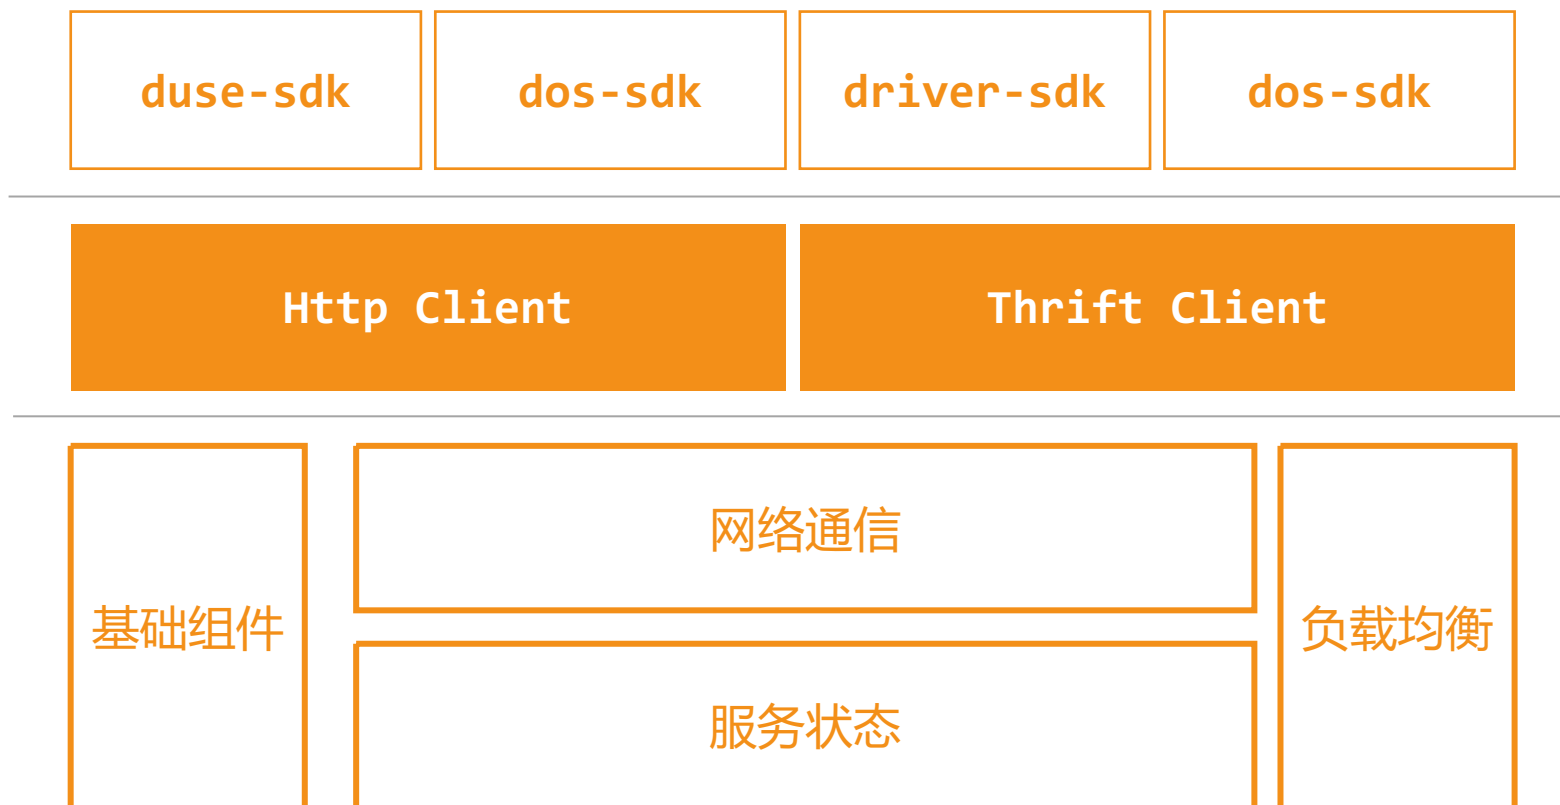 duse-sdk
dos-sdk
driver-sdk
dos-sdk
Http Client
Thrift Client
网络通信
基础组件
负载均衡
服务状态